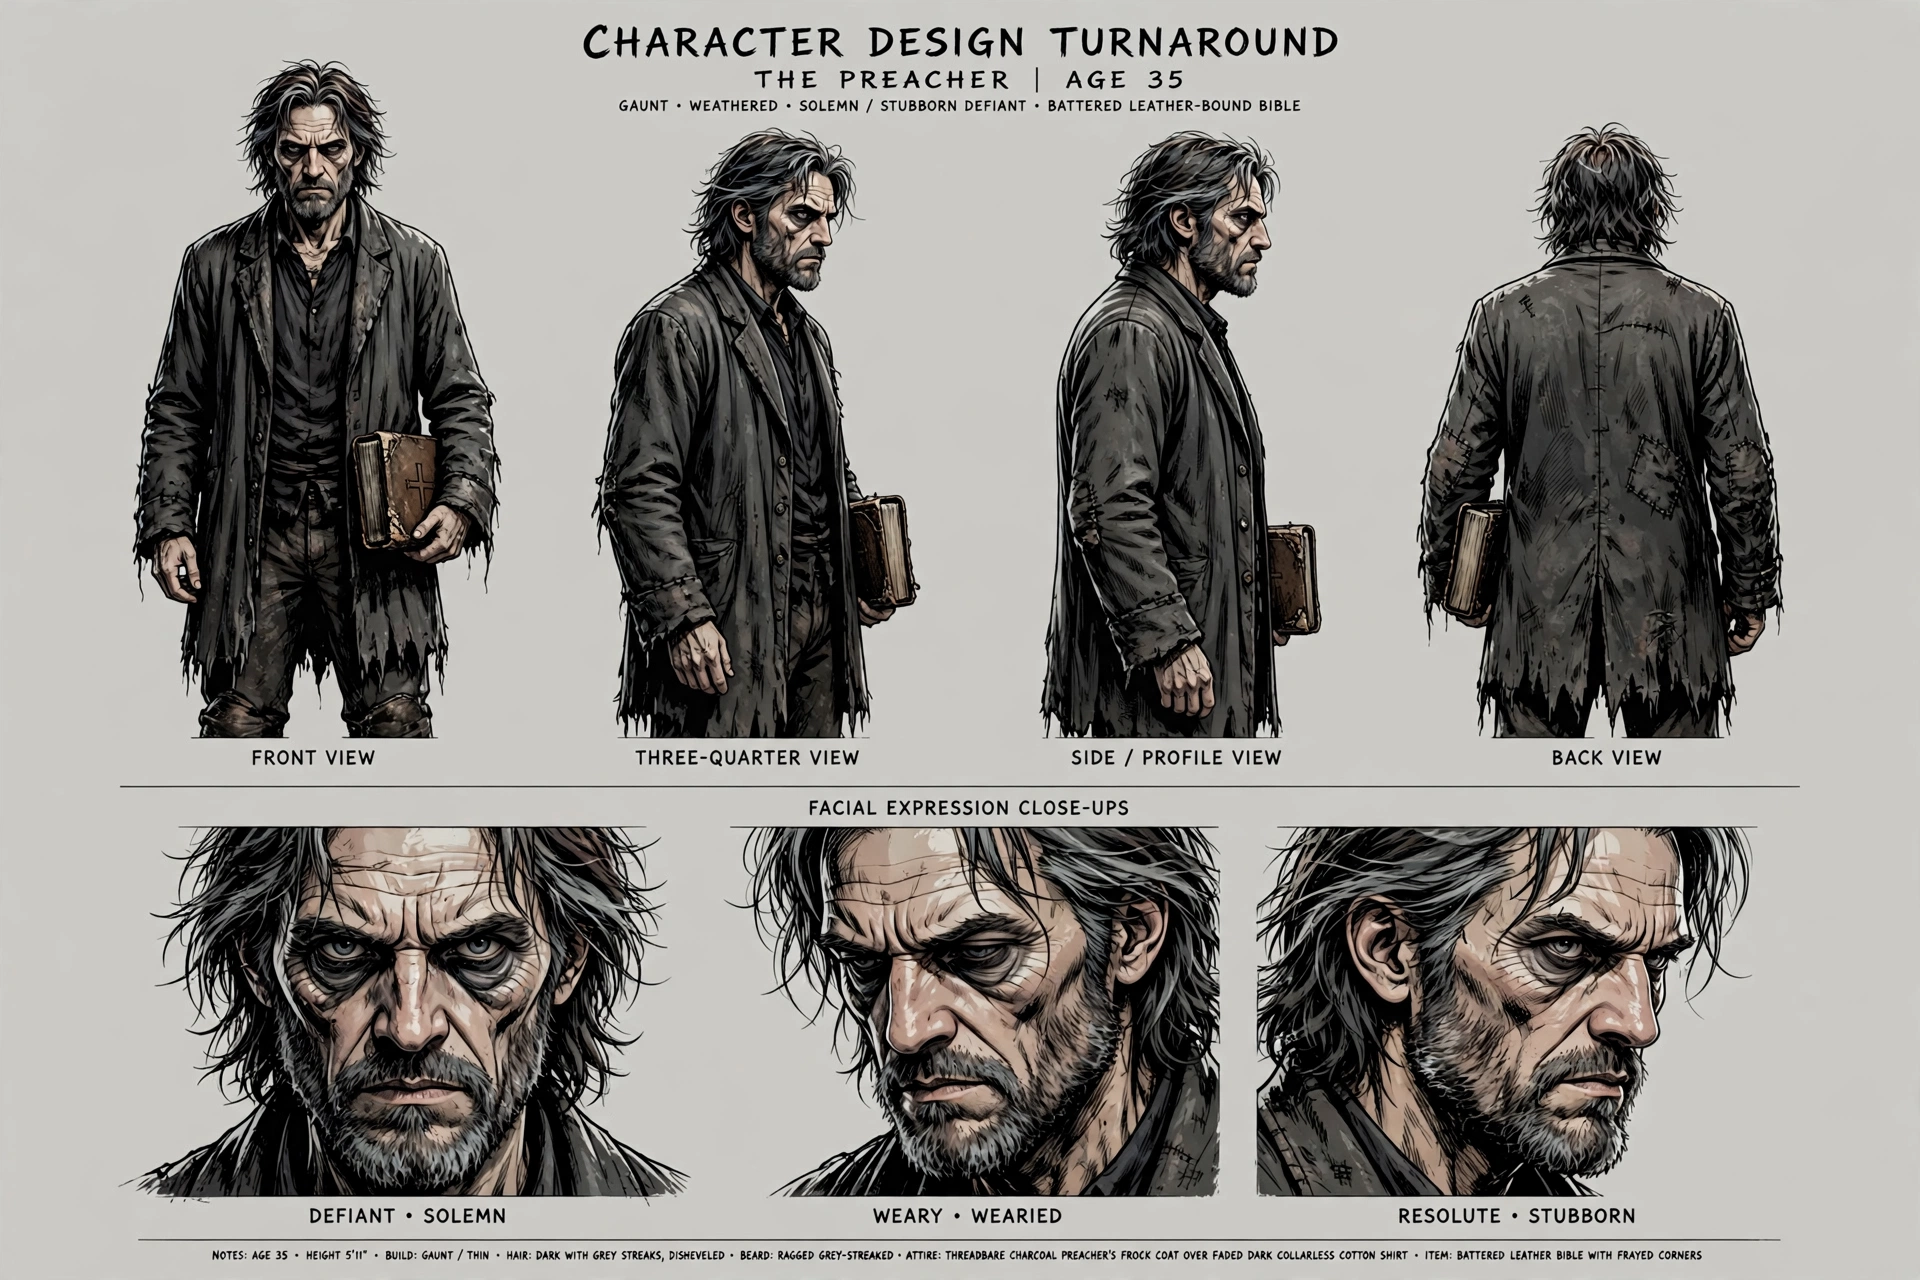 CHARACTER DESIGN TURNAROUND
THE PREACHER | AGE 35
GAUNT • WEATHERED • SOLEMN / STUBBORN DEFIANT • BATTERED LEATHER-BOUND BIBLE
FRONT VIEW
THREE-QUARTER VIEW
SIDE / PROFILE VIEW
BACK VIEW
FACIAL EXPRESSION CLOSE-UPS
DEFIANT • SOLEMN
WEARY • WEARIED
RESOLUTE • STUBBORN
NOTES: AGE 35 • HEIGHT 5'11" • BUILD: GAUNT / THIN • HAIR: DARK WITH GREY STREAKS, DISHEVELED • BEARD: RAGGED GREY-STREAKED • ATTIRE: THREADBARE CHARCOAL PREACHER'S FROCK COAT OVER FADED DARK COLLARLESS COTTON SHIRT • ITEM: BATTERED LEATHER BIBLE WITH FRAYED CORNERS